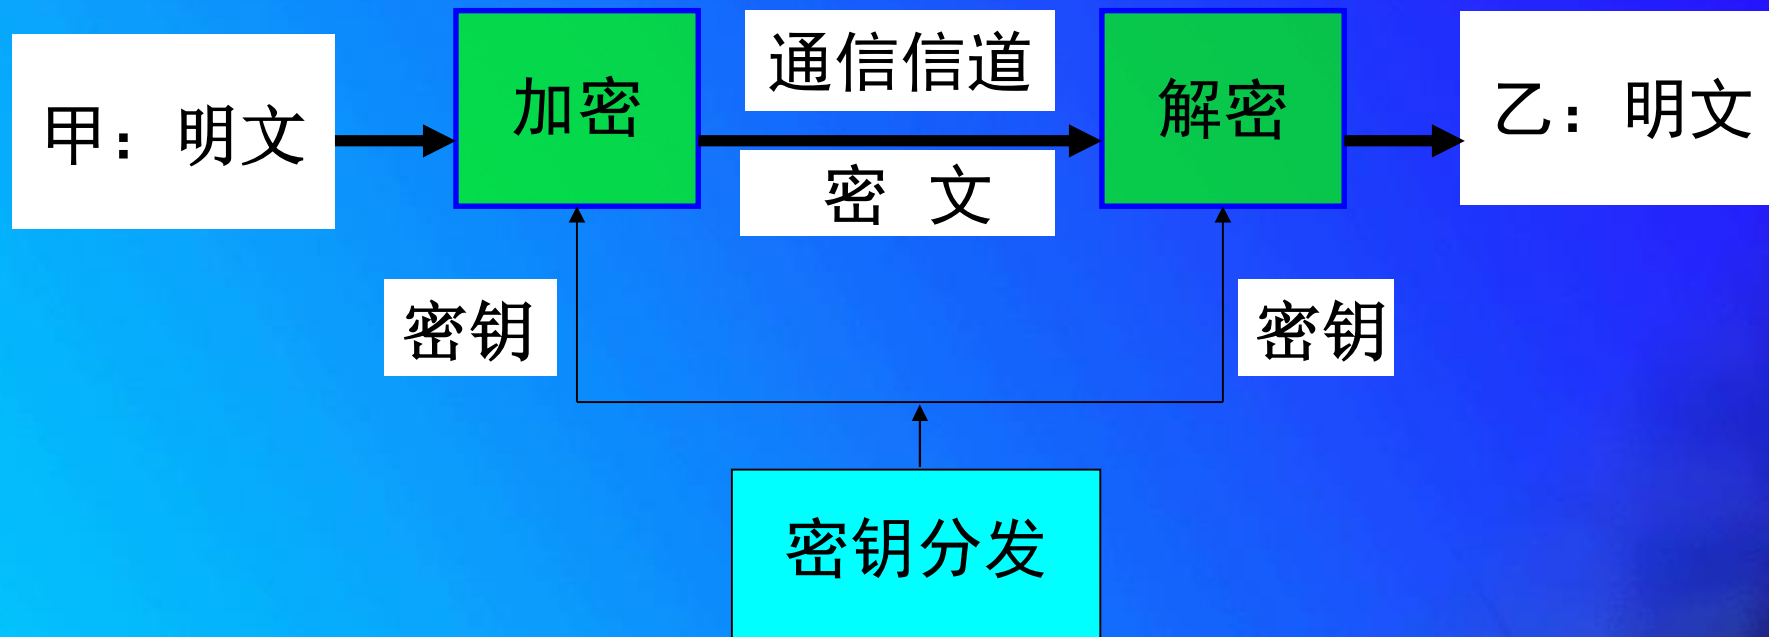 甲：明文
加密
通信信道
密 文
解密
乙：明文
密钥
密钥
密钥分发